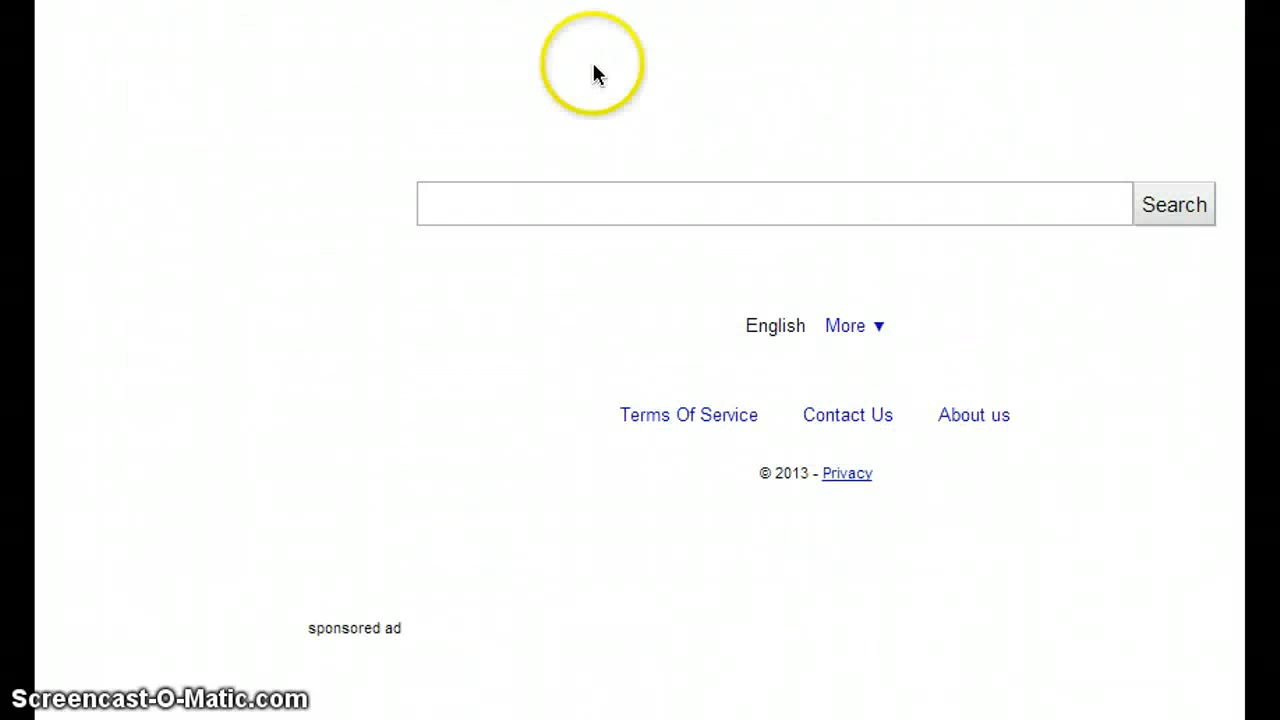 Search
English More ▼
Terms Of Service Contact Us About us
© 2013 - Privacy
sponsored ad
Screencast-O-Matic.com